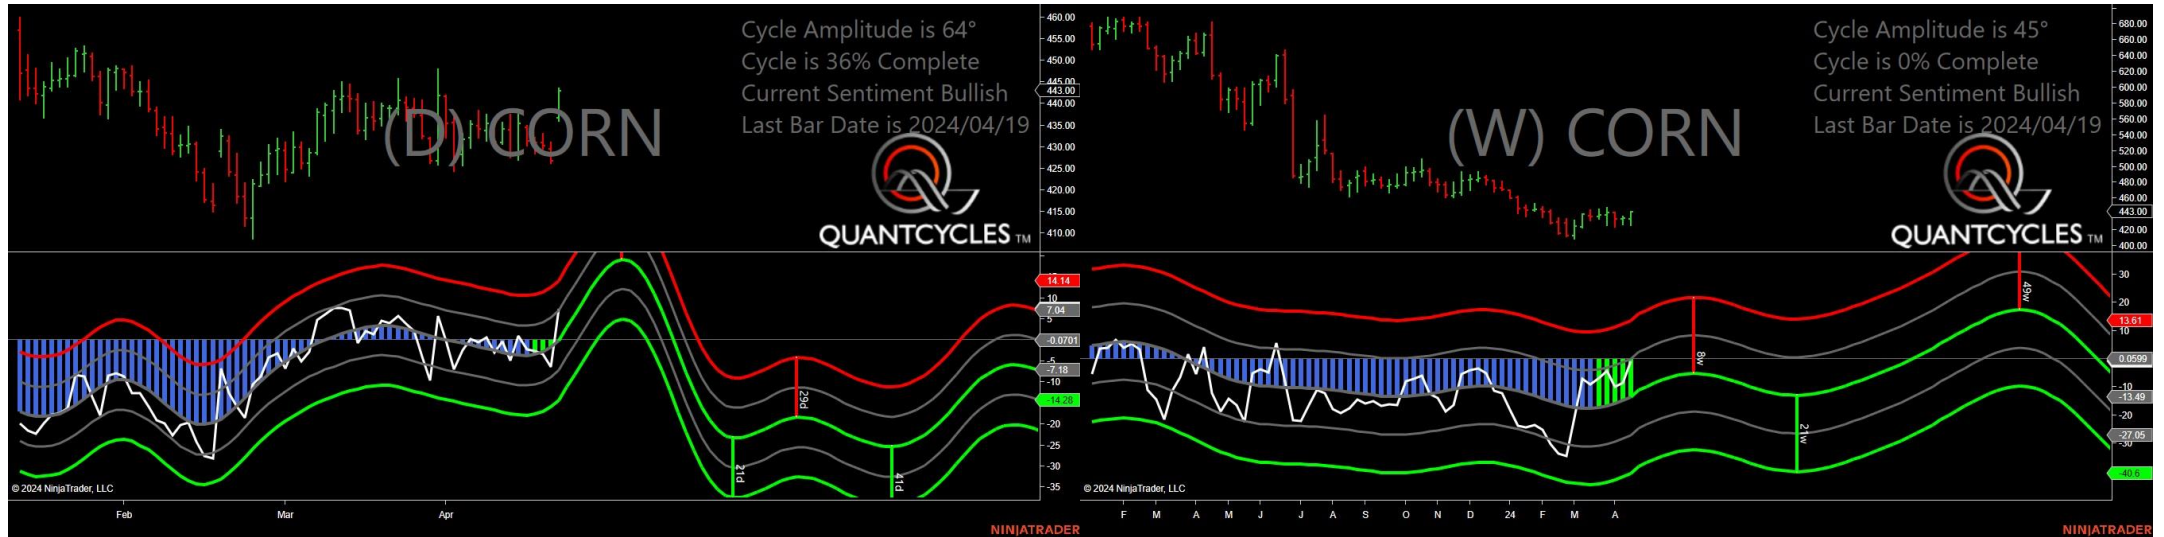 Cycle Amplitude is 64°
Cycle is 36% Complete
Current Sentiment Bullish
Last Bar Date is 2024/04/19
(D) CORN
QUANTCYCLES TM
460.00
455.00
450.00
445.00
443.00
440.00
435.00
430.00
425.00
420.00
415.00
410.00
14.14
10
7.04
5
-0.0701
-5
-7.18
-10
-14.28
-20
-25
-30
-35
29d
21d
41d
© 2024 NinjaTrader, LLC
Feb Mar Apr
NINJATRADER
Cycle Amplitude is 45°
Cycle is 0% Complete
Current Sentiment Bullish
Last Bar Date is 2024/04/19
(W) CORN
QUANTCYCLES TM
680.00
660.00
640.00
620.00
600.00
580.00
560.00
540.00
520.00
500.00
480.00
460.00
443.00
420.00
400.00
30
20
13.61
10
0.0599
-10
-13.49
-20
-27.05
-30
-40.6
49w
8w
21w
© 2024 NinjaTrader, LLC
F M A M J J A S O N D 24 F M A
NINJATRADER